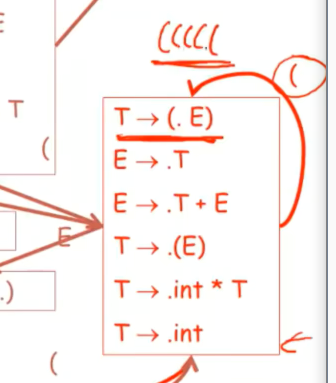 (((((
(
T → (. E)
E → .T
E → .T + E
T → .(E)
T → .int * T
T → .int
E
T
(
E
.)
(